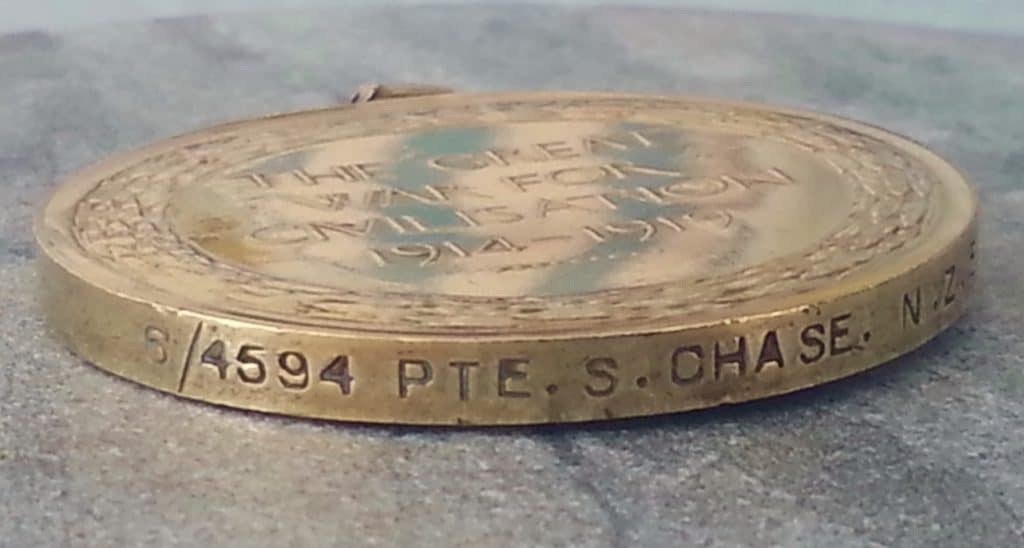 THE GREAT
WAR FOR
CIVILISATION
1914-1919
6/4594 PTE. S. CHASE. N.Z.